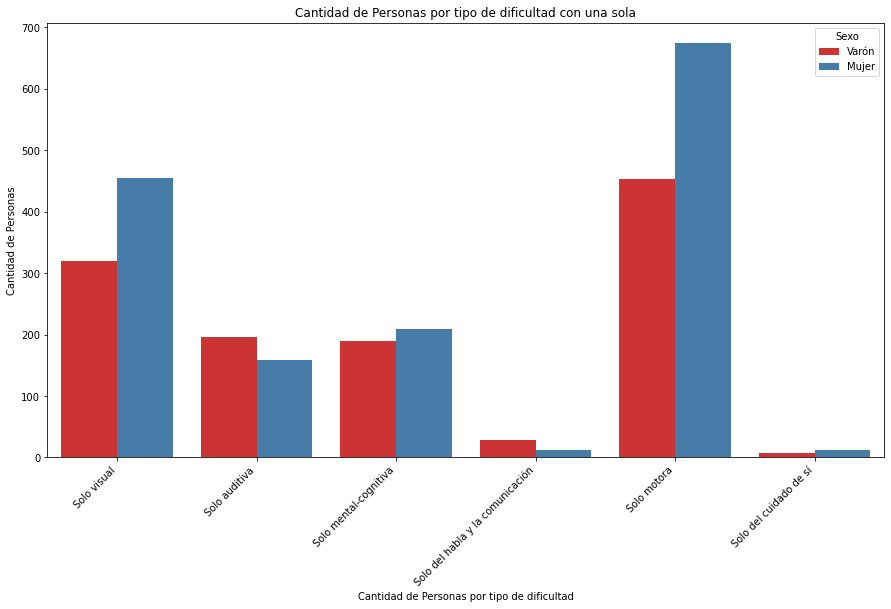 Cantidad de Personas por tipo de dificultad con una sola
Sexo
Varón
Mujer
Cantidad de Personas
700
600
500
400
300
200
100
0
Solo visual
Solo auditiva
Solo mental-cognitiva
Solo del habla y la comunicación
Solo motora
Solo del cuidado de sí
Cantidad de Personas por tipo de dificultad